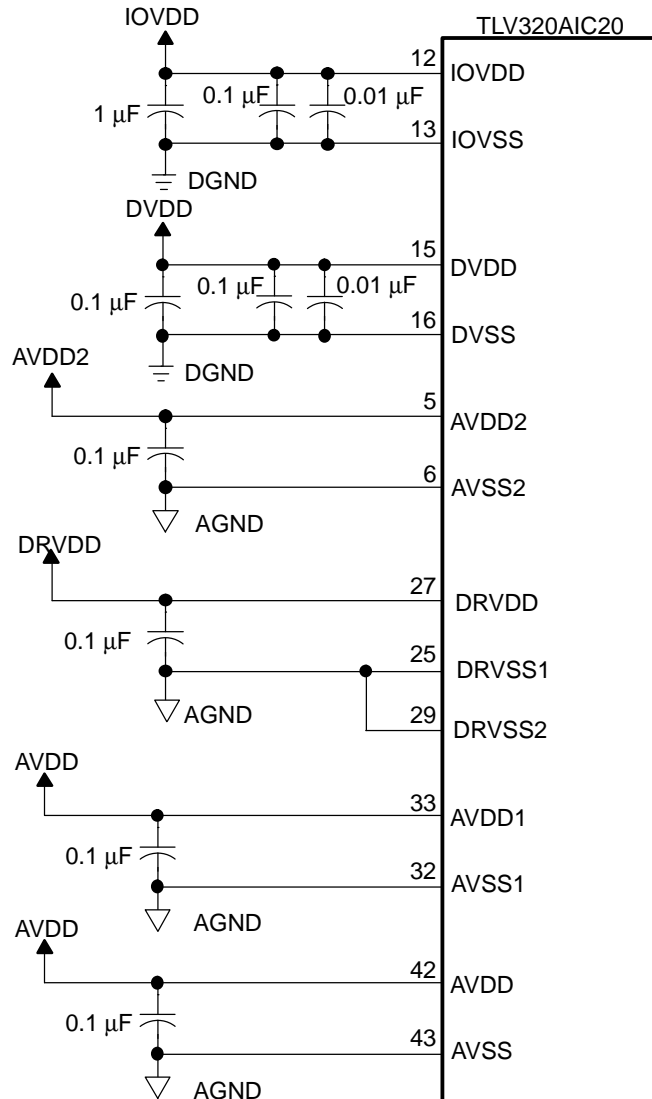 IOVDD
TLV320AIC20
12
IOVDD
1 μF
0.1 μF
0.01 μF
13
IOVSS
DGND
DVDD
15
DVDD
0.1 μF
0.1 μF
0.01 μF
16
DVSS
DGND
AVDD2
5
AVDD2
0.1 μF
6
AVSS2
AGND
DRVDD
27
DRVDD
0.1 μF
25
DRVSS1
AGND
29
DRVSS2
AVDD
33
AVDD1
0.1 μF
32
AVSS1
AGND
AVDD
42
AVDD
0.1 μF
43
AVSS
AGND